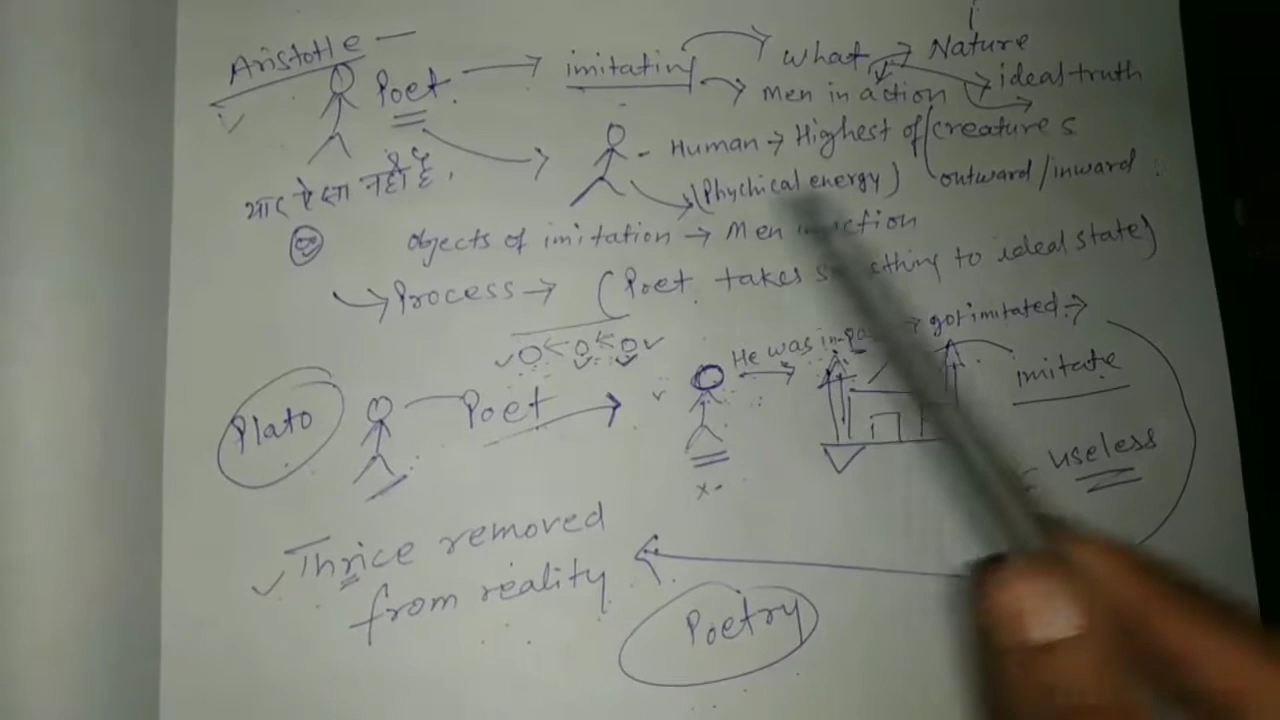 Aristotle —
Poet. → imitating → what → Nature
→ Men in action → ideal truth
- Human → Highest of creatures
(Phychical energy) outward/inward
यार ऐसा नहीं है.
objects of imitation → Men in action
→ Process → (Poet takes to ideal state)
He was → got imitated →
Plato Poet → imitate
x- useless
Thrice removed
from reality
Poetry